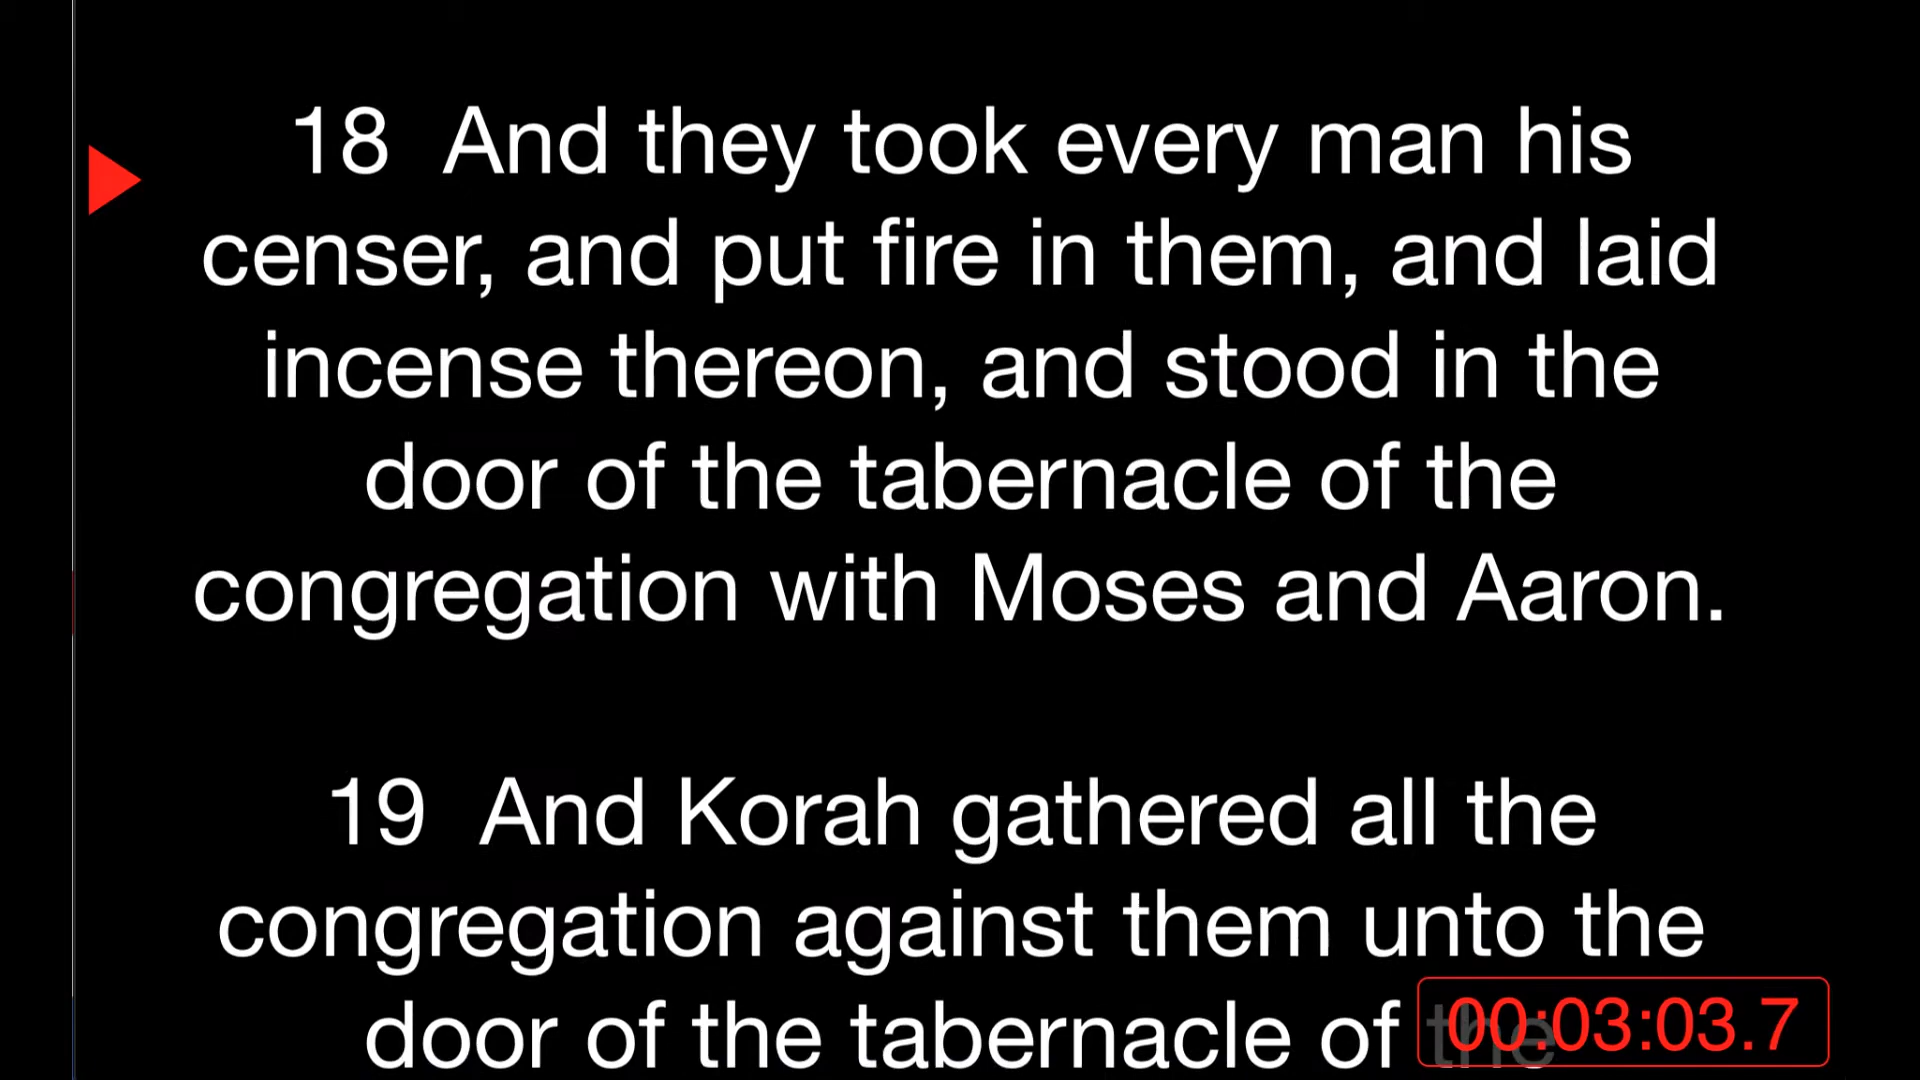 18  And they took every man his
censer, and put fire in them, and laid
incense thereon, and stood in the
door of the tabernacle of the
congregation with Moses and Aaron.
19  And Korah gathered all the
congregation against them unto the
door of the tabernacle of the
00:03:03.7